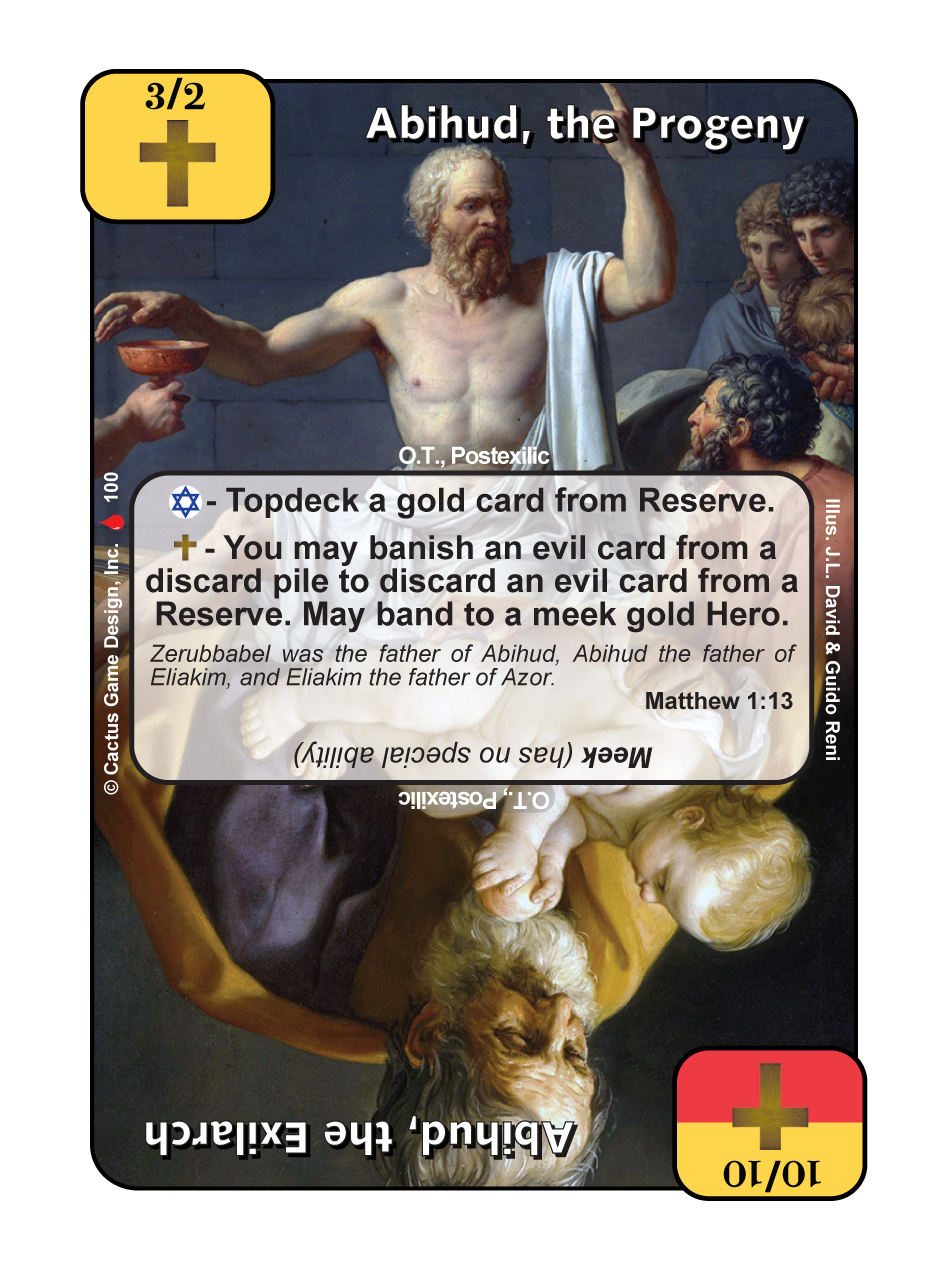 3/2
Abihud, the Progeny
O.T., Postexilic
- Topdeck a gold card from Reserve.
- You may banish an evil card from a
discard pile to discard an evil card from a
Reserve. May band to a meek gold Hero.
Zerubbabel was the father of Abihud, Abihud the father of
Eliakim, and Eliakim the father of Azor.
Matthew 1:13
Meek (has no special ability)
O.T., Postexilic
Abihud, the Exilarch
10/10
© Cactus Game Design, Inc. 100
Illus. J.L. David & Guido Reni